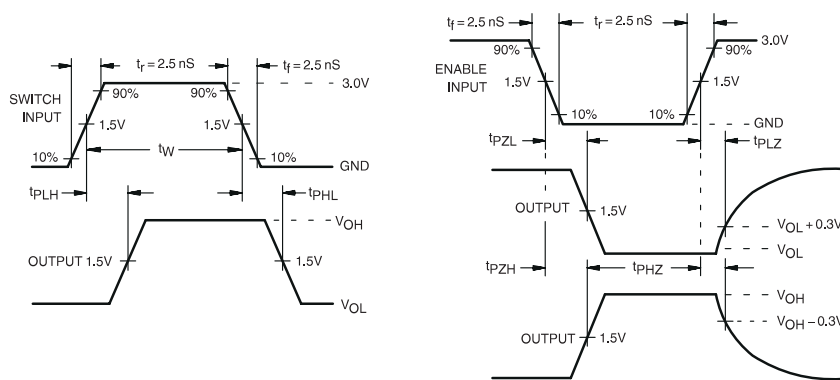 tr = 2.5 nS
tf = 2.5 nS
3.0V
SWITCH
INPUT
90%
90%
1.5V
1.5V
tW
10%
10%
GND
tPLH
tPHL
VOH
OUTPUT
1.5V
1.5V
VOL
tf = 2.5 nS
tr = 2.5 nS
3.0V
90%
90%
ENABLE
INPUT
1.5V
1.5V
10%
10%
GND
tPZL
tPLZ
OUTPUT
1.5V
VOL + 0.3V
VOL
tPZH
tPHZ
VOH
VOH – 0.3V
OUTPUT
1.5V